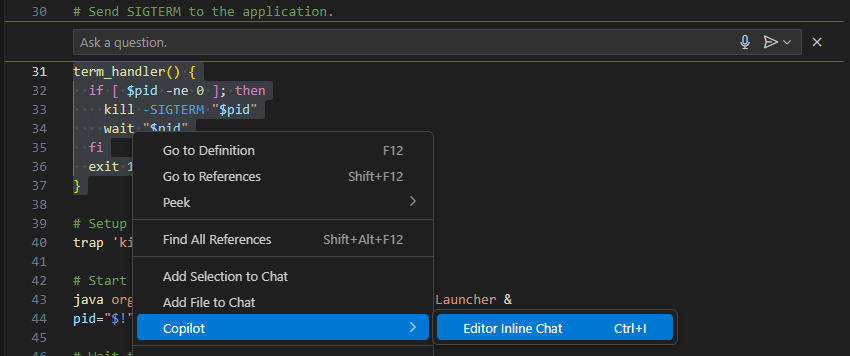 30 # Send SIGTERM to the application.
Ask a question.
31 term_handler() {
32 if [ $pid -ne 0 ]; then
33 kill -SIGTERM "$pid"
34 wait "$pid"
35 fi
36 exit 1
37 }
38
39 # Setup
40 trap 'ki
41
42 # Start
43 java org Launcher &
44 pid="$!"
45
46 # Wait
Go to Definition F12
Go to References Shift+F12
Peek
Find All References Shift+Alt+F12
Add Selection to Chat
Add File to Chat
Copilot
Editor Inline Chat Ctrl+I